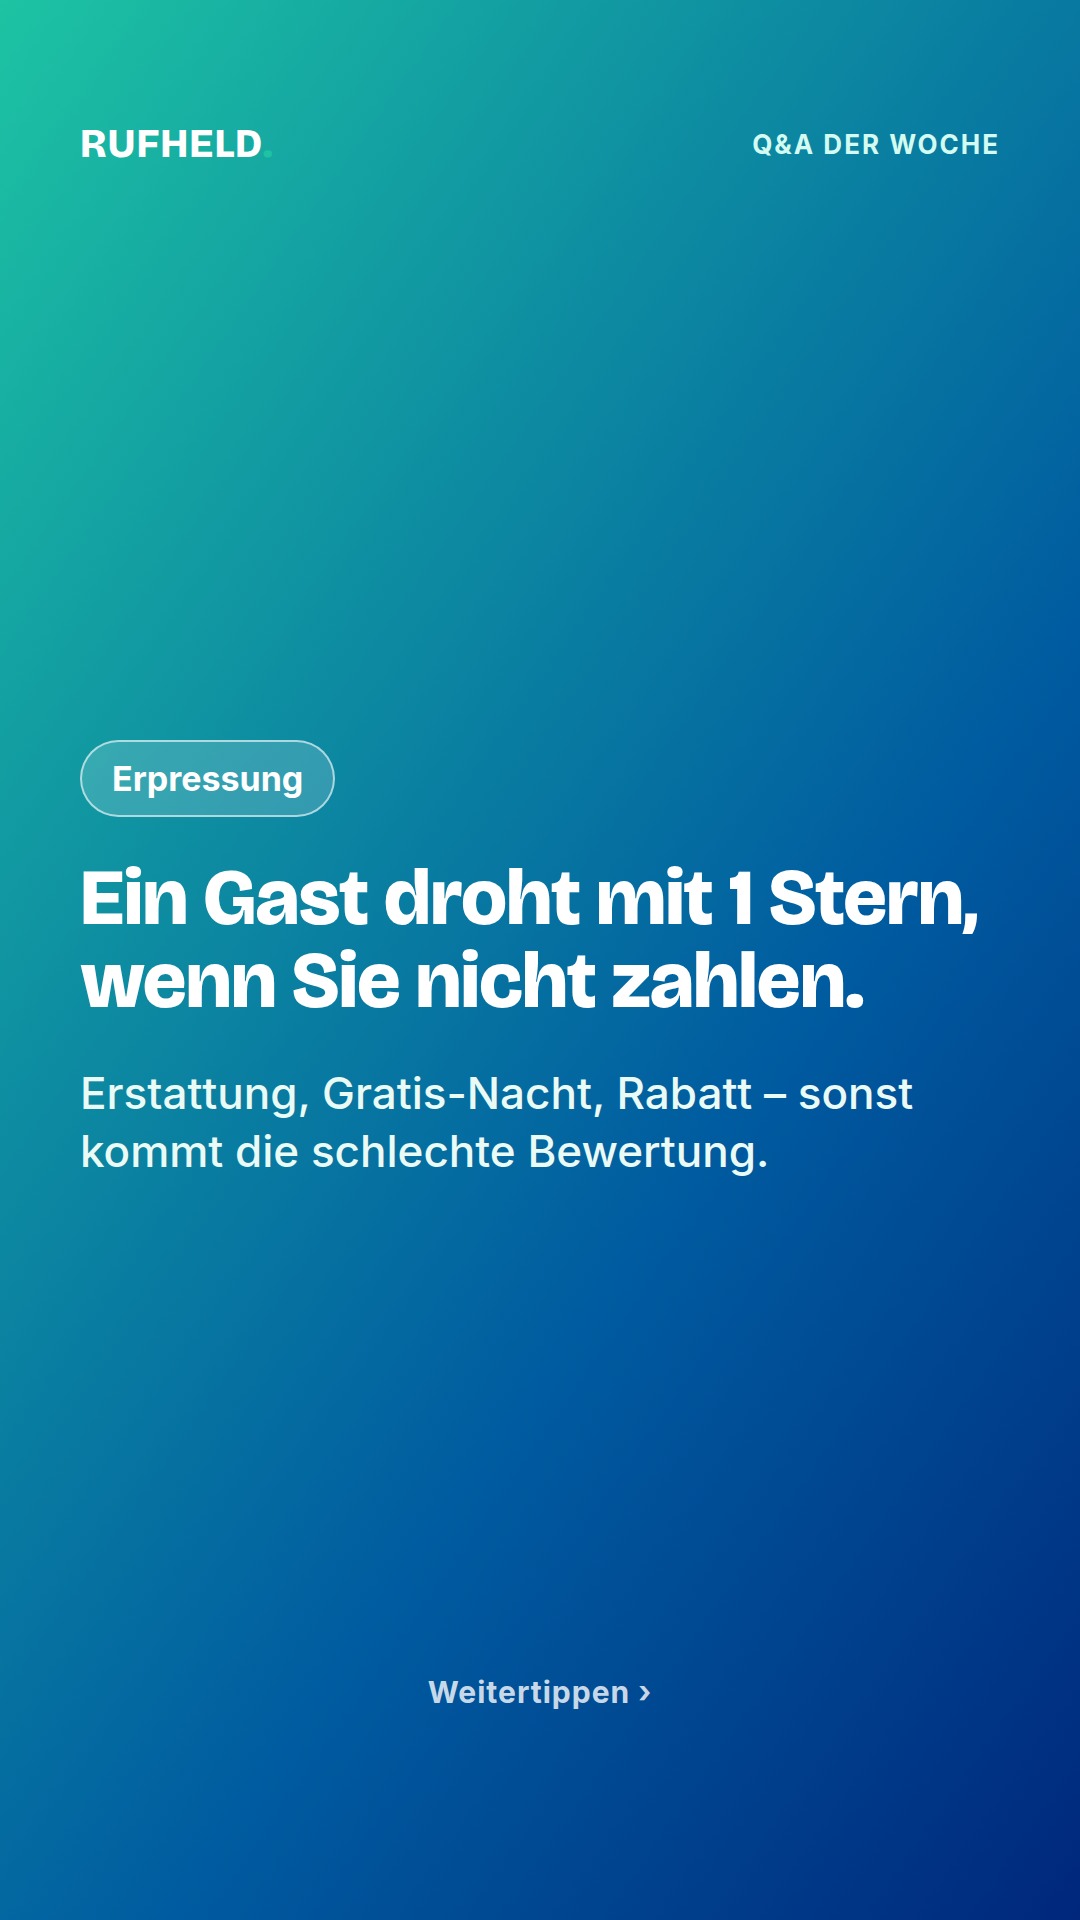 RUFHELD.
Q&A DER WOCHE
Erpressung
Ein Gast droht mit 1 Stern,
wenn Sie nicht zahlen.
Erstattung, Gratis-Nacht, Rabatt – sonst
kommt die schlechte Bewertung.
Weitertippen ›